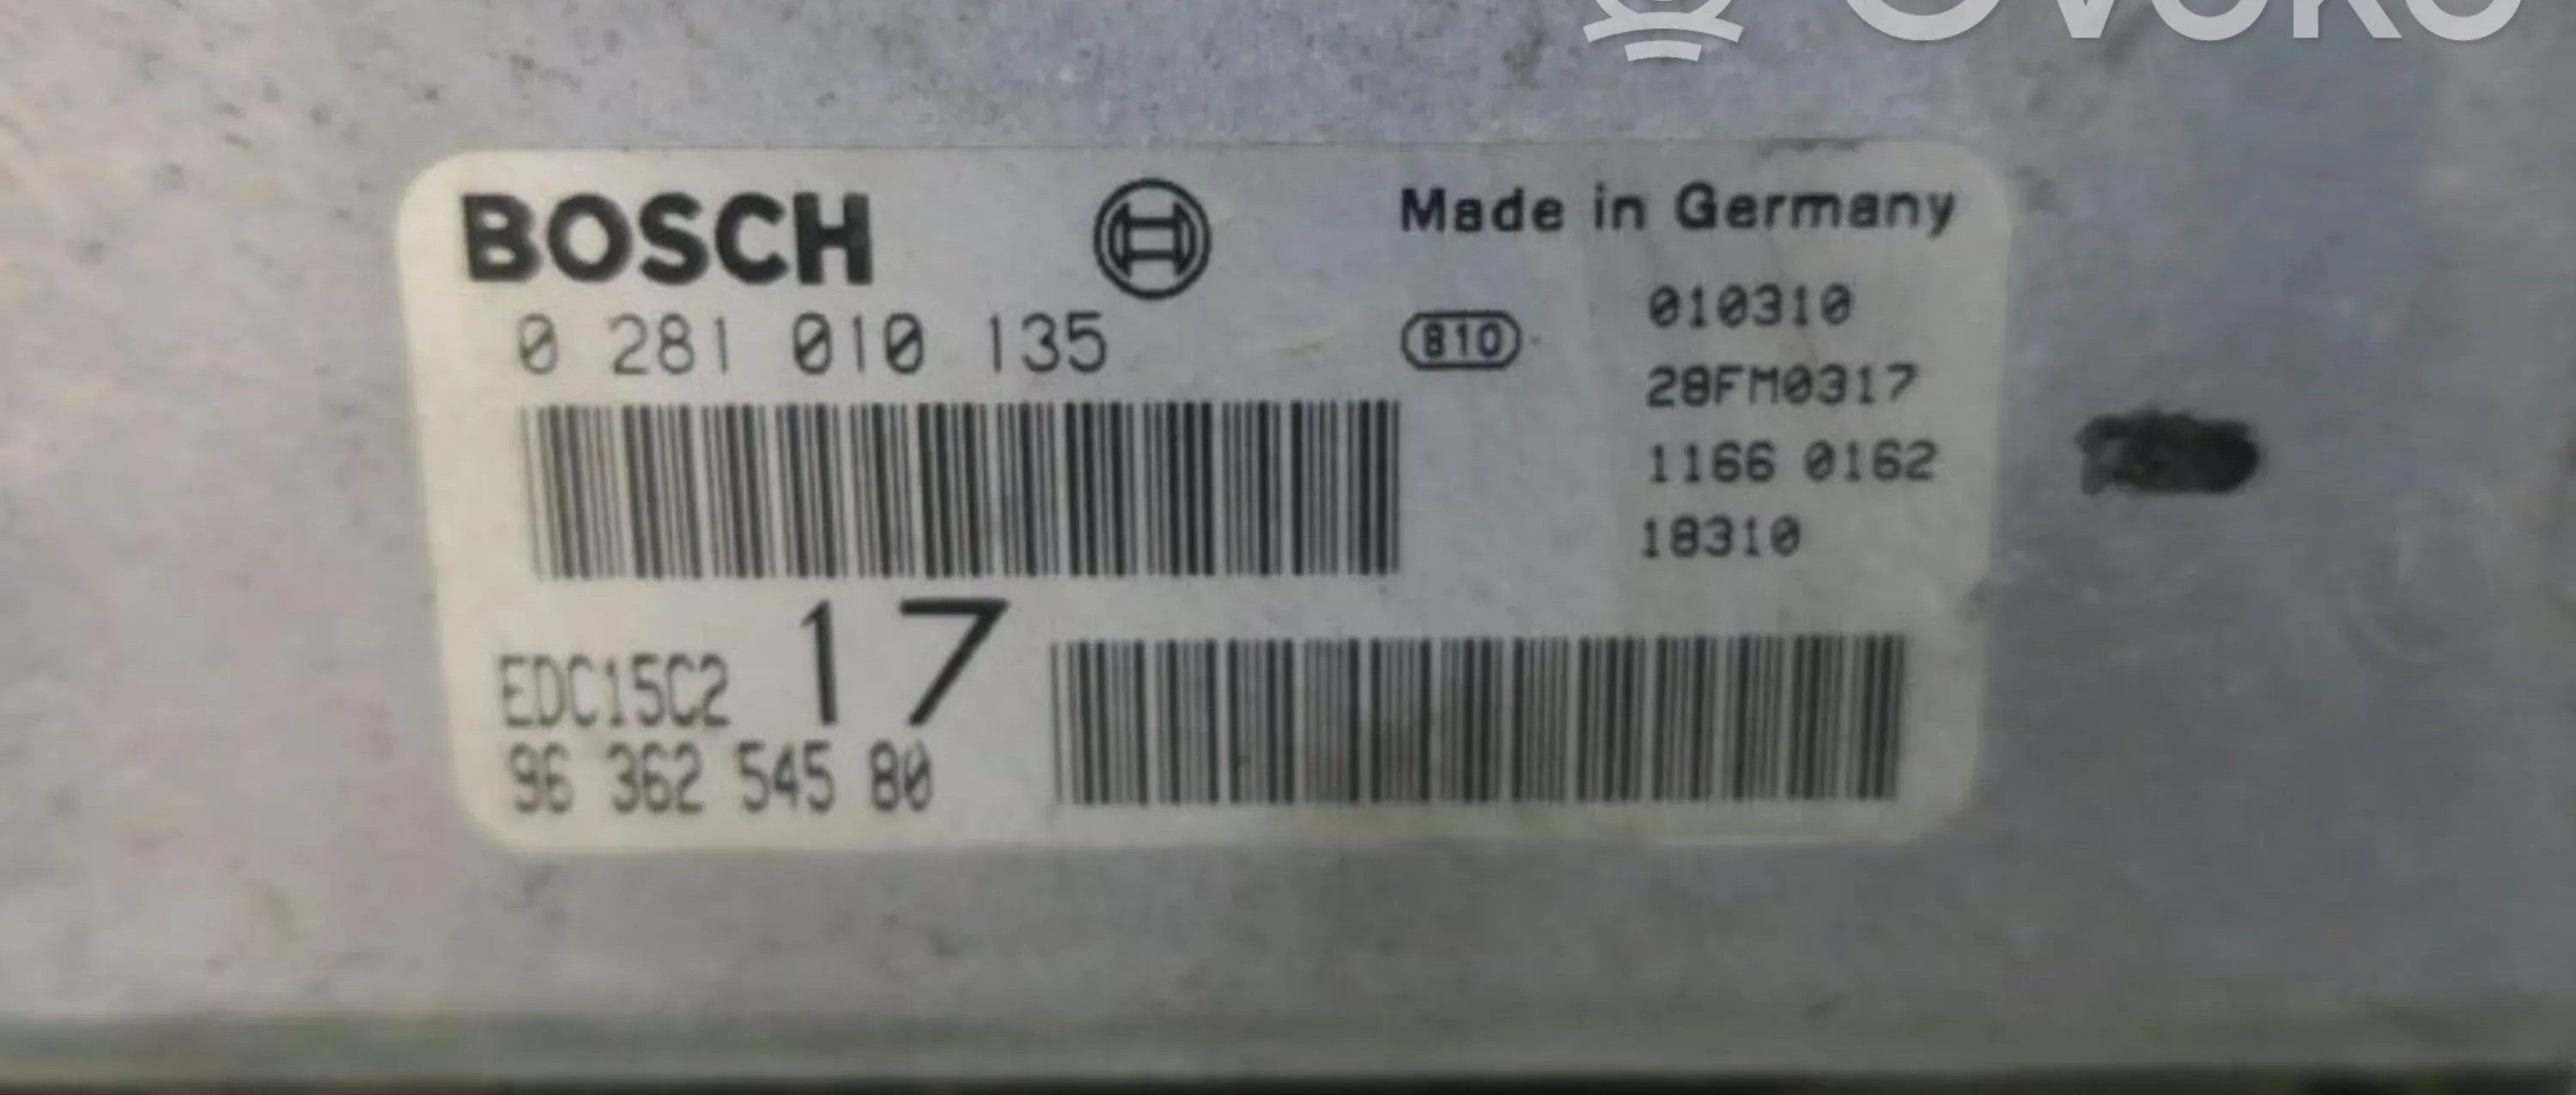 OVOKO
BOSCH
Made in Germany
0 281 010 135
810
010310
28FM0317
1166 0162
18310
EDC15C2 17
96 362 545 80